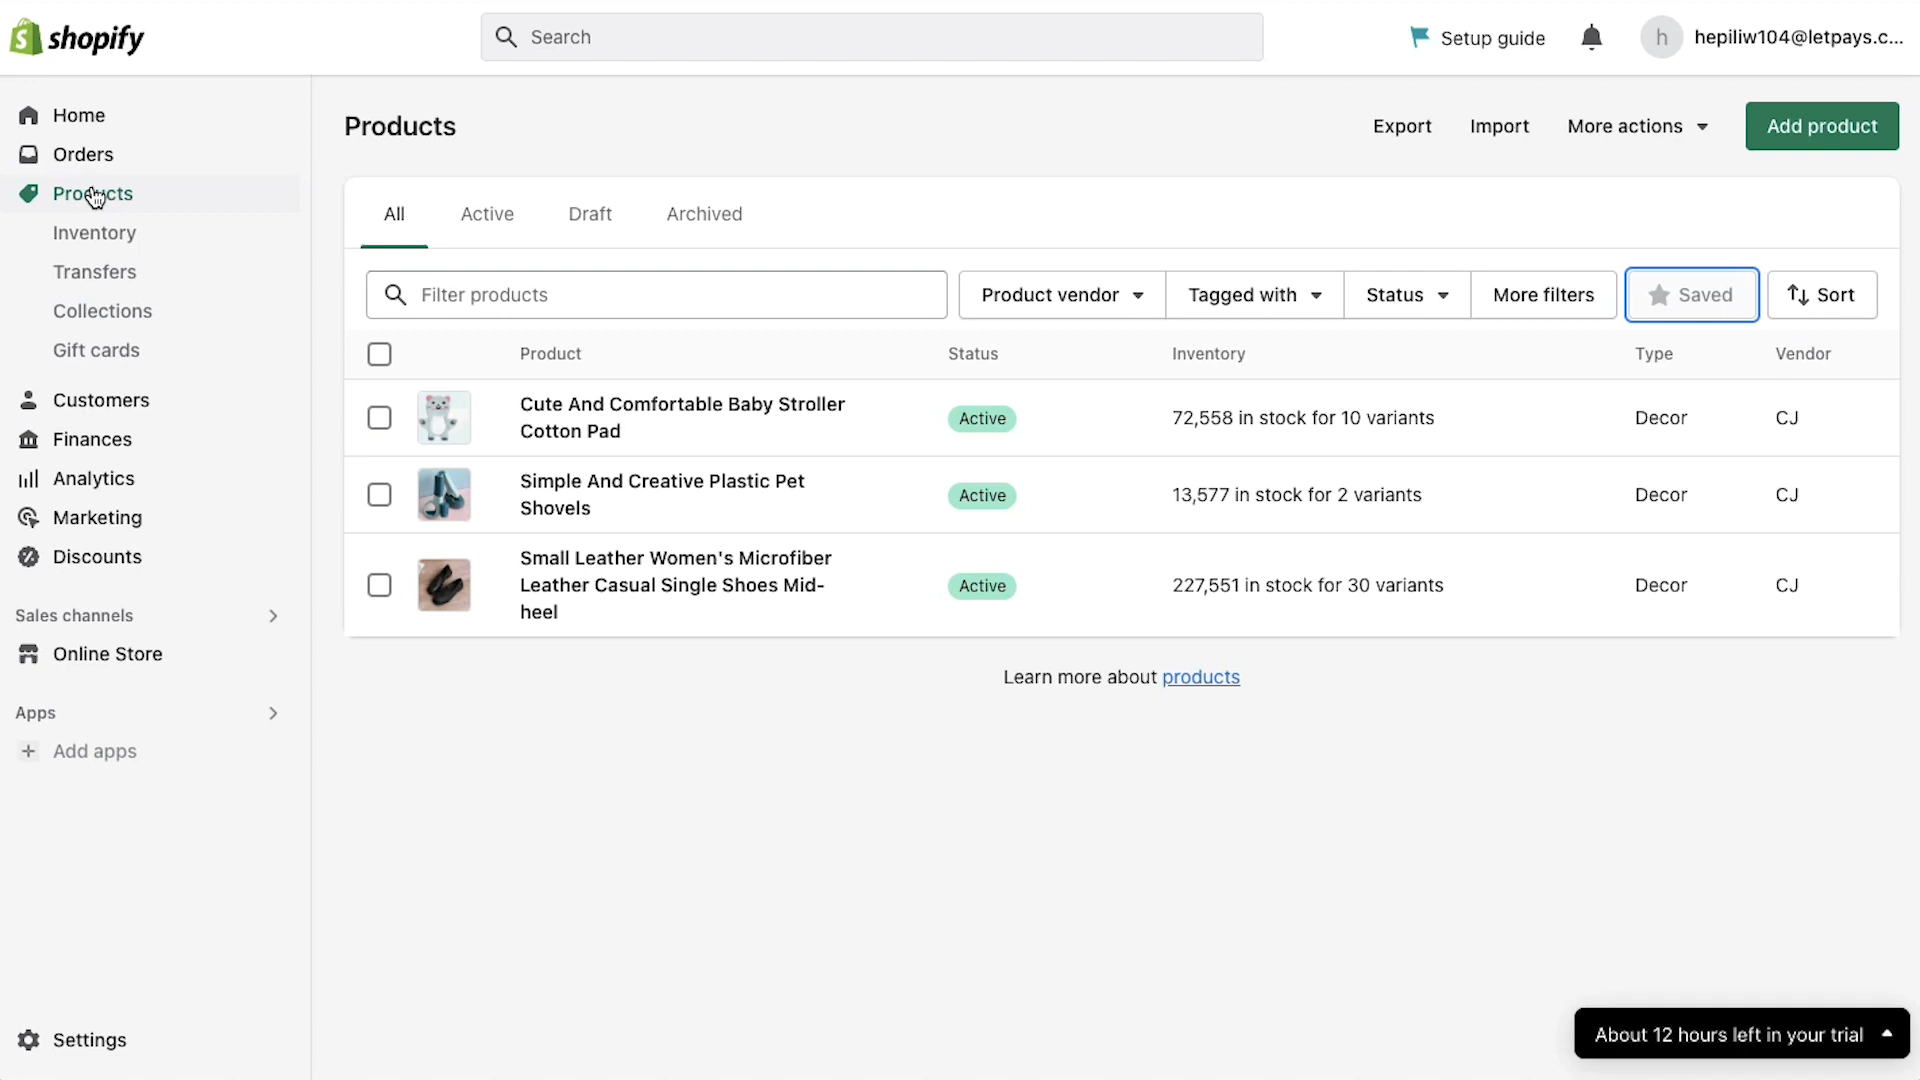 shopify
Search
Setup guide
h
hepiliw104@letpays.c...
Home
Orders
Products
Inventory
Transfers
Collections
Gift cards
Customers
Finances
Analytics
Marketing
Discounts
Sales channels
Online Store
Apps
Add apps
Settings
Products
Export
Import
More actions
Add product
All
Active
Draft
Archived
Filter products
Product vendor
Tagged with
Status
More filters
Saved
Sort
Product
Status
Inventory
Type
Vendor
Cute And Comfortable Baby Stroller
Cotton Pad
Active
72,558 in stock for 10 variants
Decor
CJ
Simple And Creative Plastic Pet
Shovels
Active
13,577 in stock for 2 variants
Decor
CJ
Small Leather Women's Microfiber
Leather Casual Single Shoes Mid-
heel
Active
227,551 in stock for 30 variants
Decor
CJ
Learn more about products
About 12 hours left in your trial